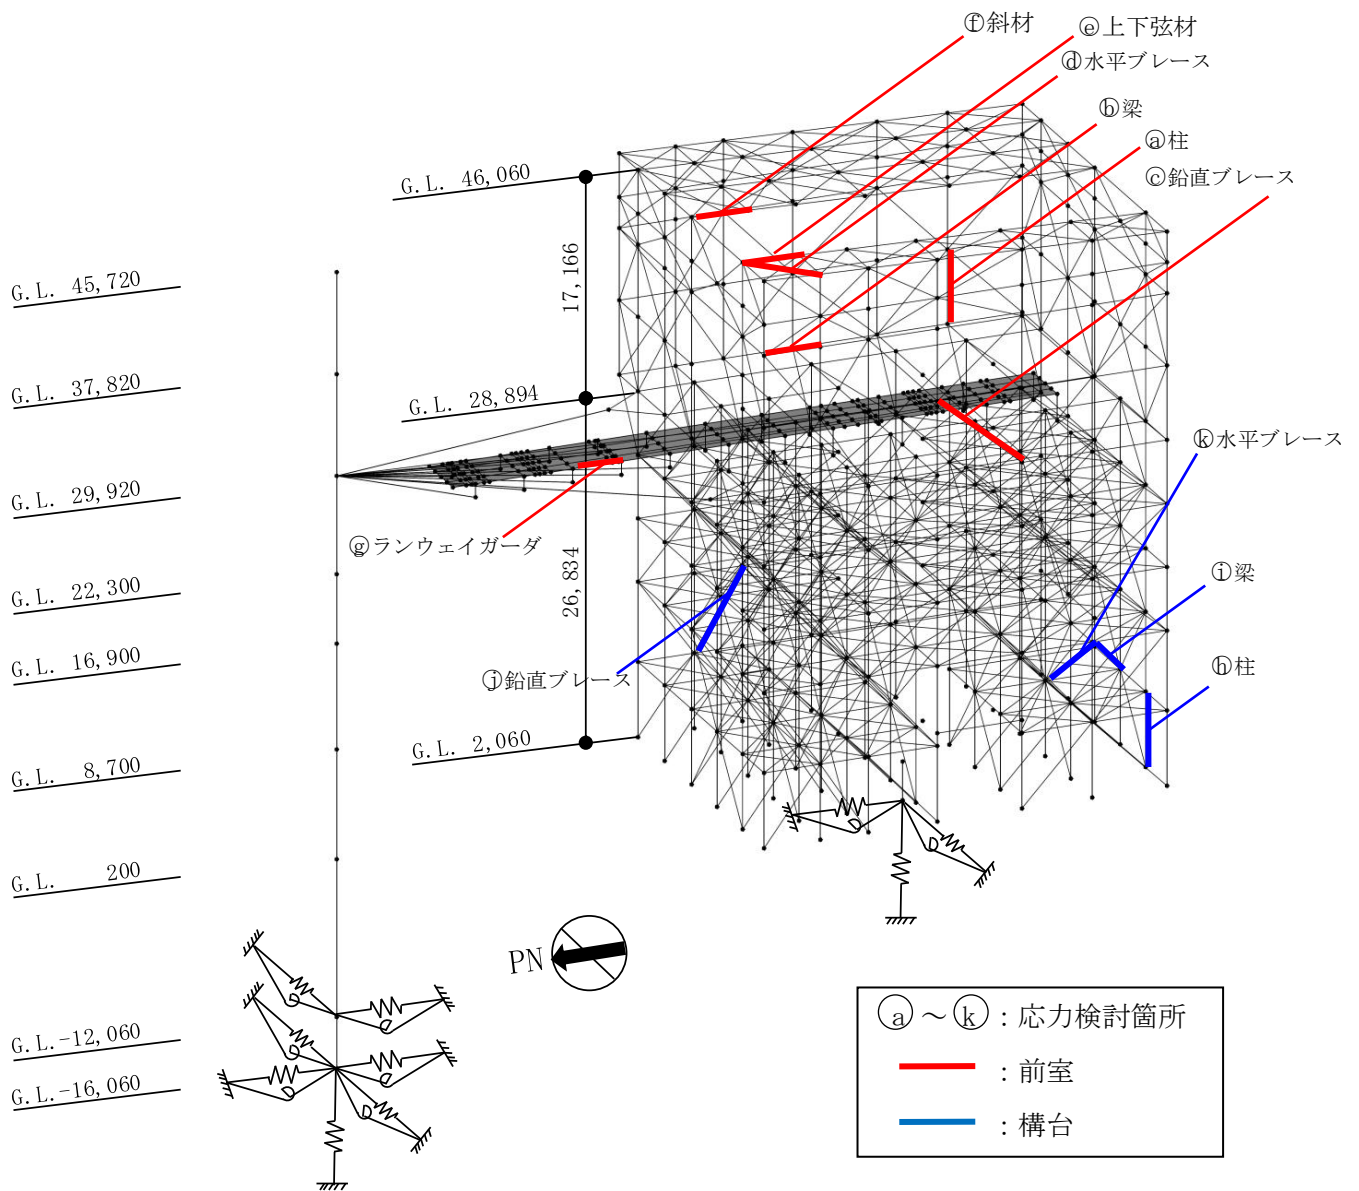 ⓕ斜材
ⓔ上下弦材
ⓓ水平ブレース
ⓑ梁
ⓐ柱
ⓒ鉛直ブレース
G.L. 46,060
17,166
G.L. 45,720
G.L. 37,820
G.L. 28,894
ⓚ水平ブレース
G.L. 29,920
ⓖランウェイガーダ
26,834
ⓘ梁
G.L. 22,300
G.L. 16,900
ⓙ鉛直ブレース
ⓗ柱
G.L. 2,060
G.L. 8,700
D
D
G.L. 200
PN
D
D
G.L.-12,060
D
D
D
G.L.-16,060
ⓐ～ⓚ：応力検討箇所
：前室
：構台